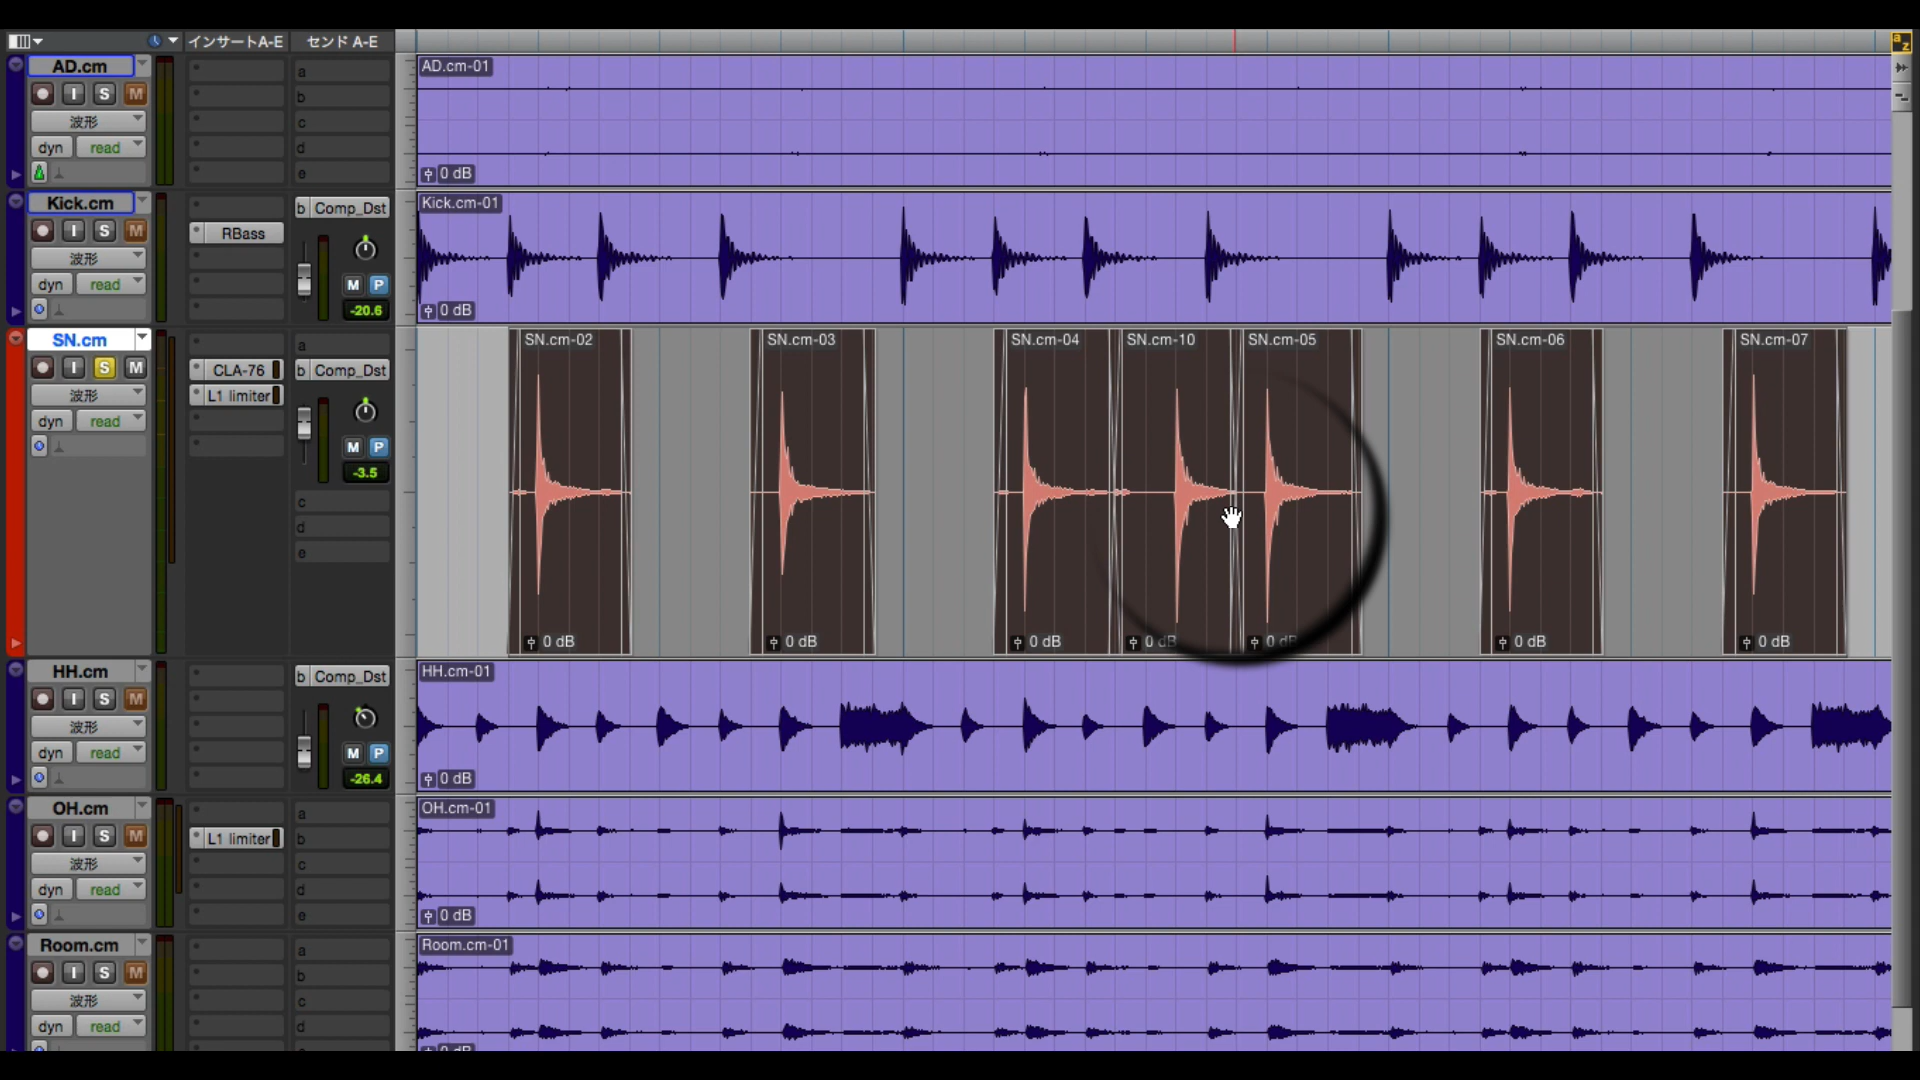 インサートA-E センド A-E
a z
AD.cm
I S M
波形
dyn read
a
b
c
d
e
AD.cm-01
0 dB
Kick.cm
I S M
波形
dyn read
RBass
b Comp_Dst
M P
-20.6
Kick.cm-01
0 dB
SN.cm
I S M
波形
dyn read
CLA-76
L1 limiter
a
b Comp_Dst
M P
-3.5
c
d
e
SN.cm-02
0 dB
SN.cm-03
0 dB
SN.cm-04
0 dB
SN.cm-10
0 dB
SN.cm-05
0 dB
SN.cm-06
0 dB
SN.cm-07
0 dB
HH.cm
I S M
波形
dyn read
b Comp_Dst
M P
-26.4
HH.cm-01
0 dB
OH.cm
I S M
波形
dyn read
L1 limiter
a
b
c
d
e
OH.cm-01
0 dB
Room.cm
I S M
波形
dyn read
a
b
c
d
Room.cm-01
0 dB